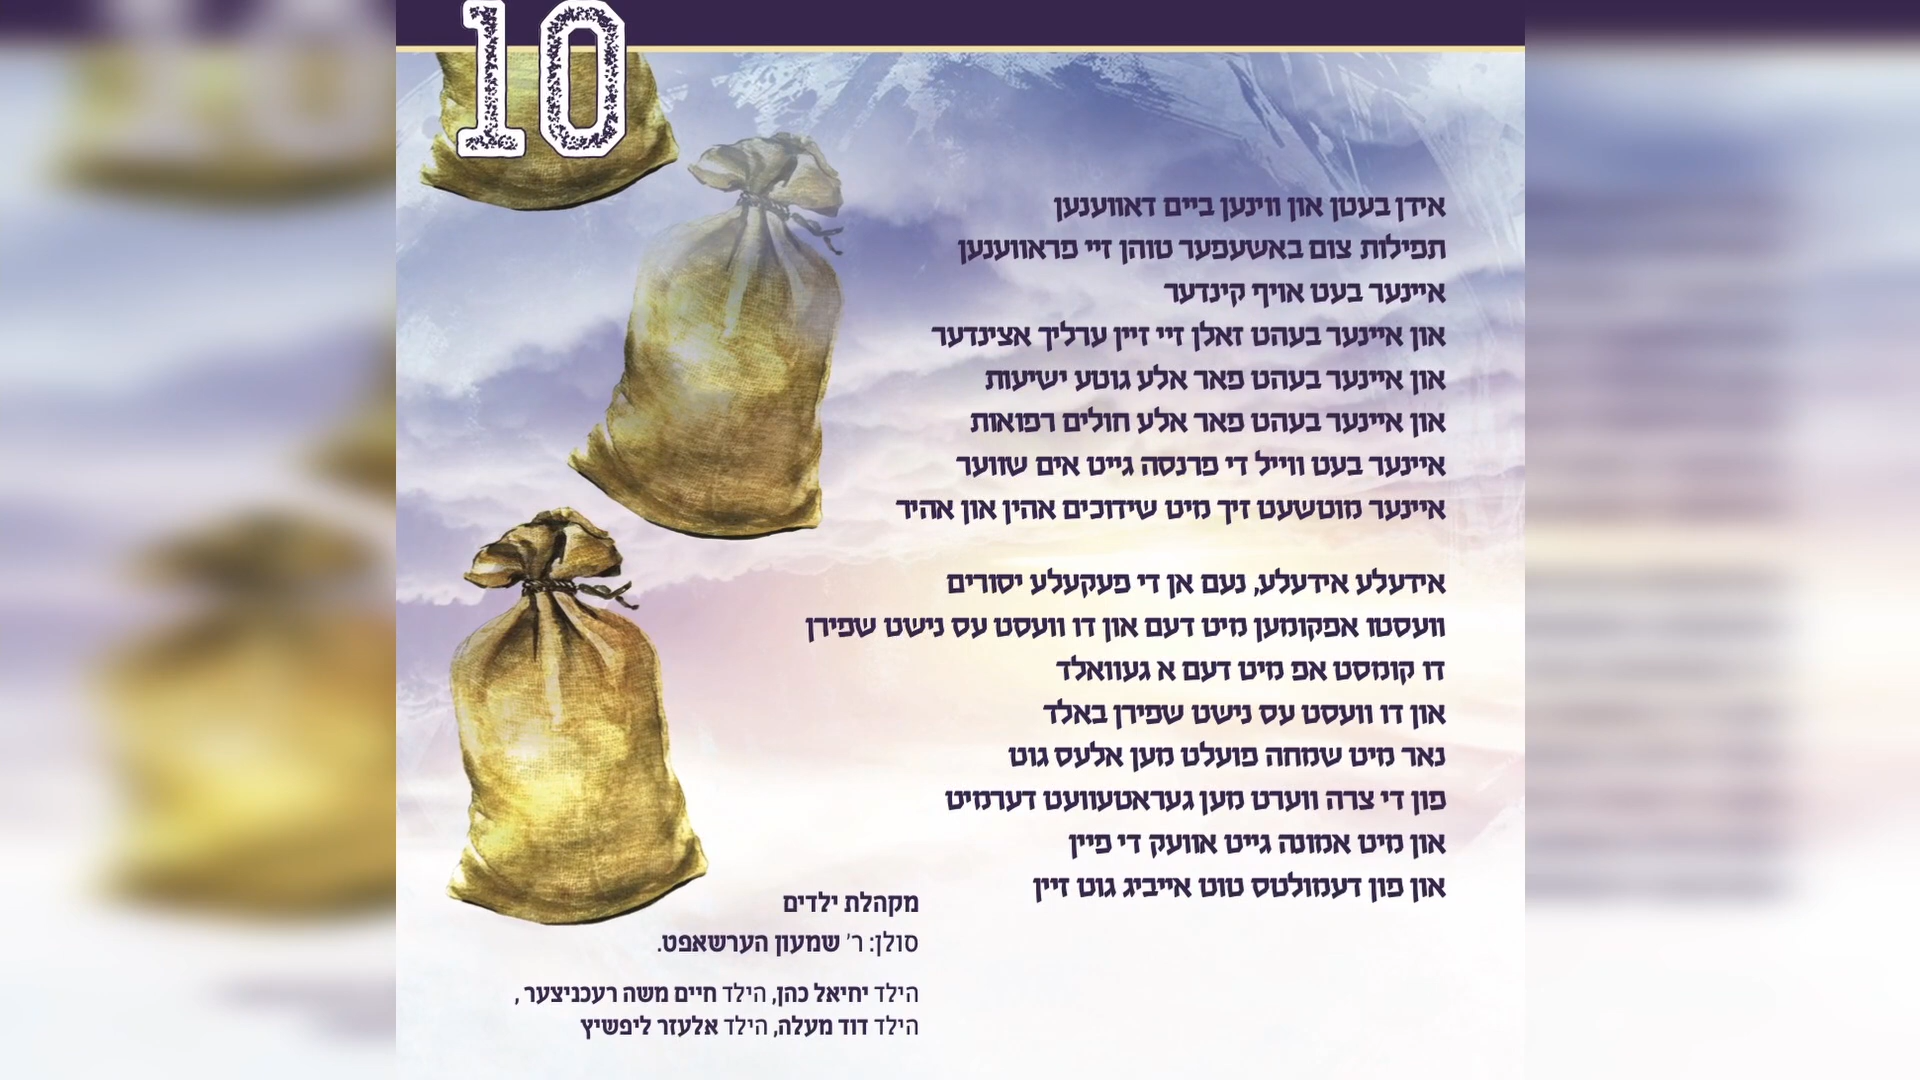 10
אידן בעטן און ווינען ביים דאווענען
תפילות צום באשעפער טוהן זיי פראווענען
איינער בעט אויף קינדער
און איינער בעהט זאלן זיי זיין ערליך אצינדער
און איינער בעהט פאר אלע גוטע ישיעות
און איינער בעהט פאר אלע חולים רפואות
איינער בעט ווייל די פרנסה גייט אים שווער
איינער מוטשעט זיך מיט שידוכים אהין און אהיר
אידעלע אידעלע, נעם אן די פעקעלע יסורים
וועסטו אפקומען מיט דעם און דו וועסט עס נישט שפירן
דו קומסט אפ מיט דעם א געוואלד
און דו וועסט עס נישט שפירן באלד
נאר מיט שמחה פועלט מען אלעס גוט
פון די צרה ווערט מען געראטעוועט דערמיט
און מיט אמונה גייט אוועק די פיין
און פון דעמולטס טוט אייביג גוט זיין
מקהלת ילדים
סולן: ר' שמעון הערשאפט.
הילד יחיאל כהן, הילד חיים משה רעכניצער ,
הילד דוד מעלה, הילד אלעזר ליפשיץ